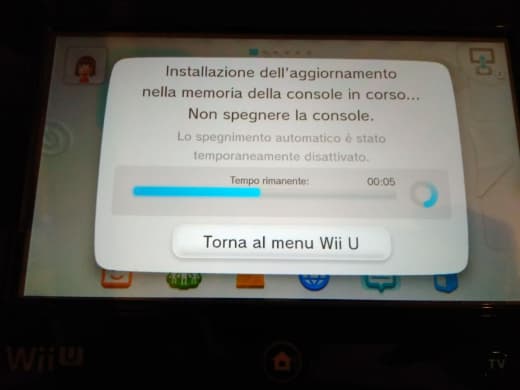 Installazione dell'aggiornamento
nella memoria della console in corso...
Non spegnere la console.
Lo spegnimento automatico è stato
temporaneamente disattivato.
Tempo rimanente: 00:05
Torna al menu Wii U
Wii U
TV